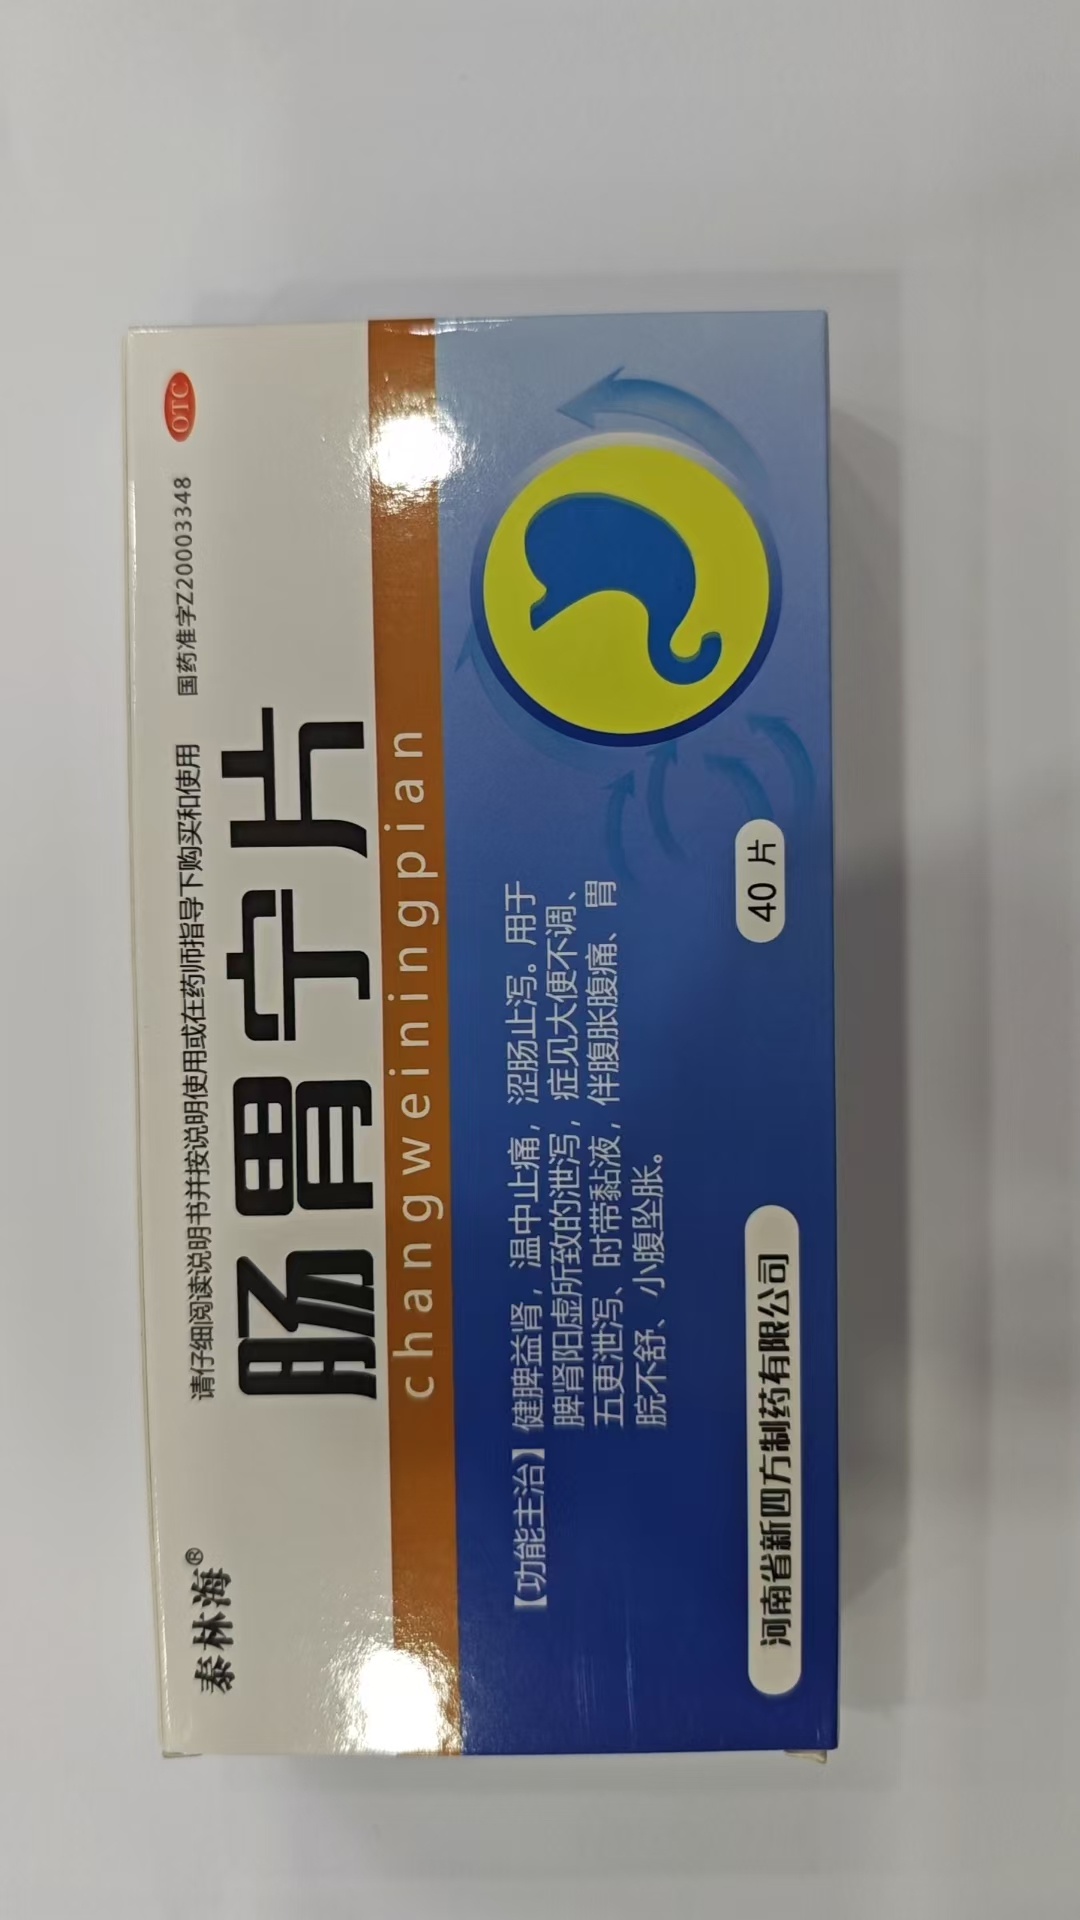 泰林海®
请仔细阅读说明书并按说明使用或在药师指导下购买和使用
国药准字Z20003348
OTC
肠胃宁片
changweiningpian
【功能主治】健脾益肾，温中止痛，涩肠止泻。用于
脾肾阳虚所致的泄泻，症见大便不调、
五更泄泻、时带黏液，伴腹胀腹痛、胃
脘不舒、小腹坠胀。
40 片
河南省新四方制药有限公司